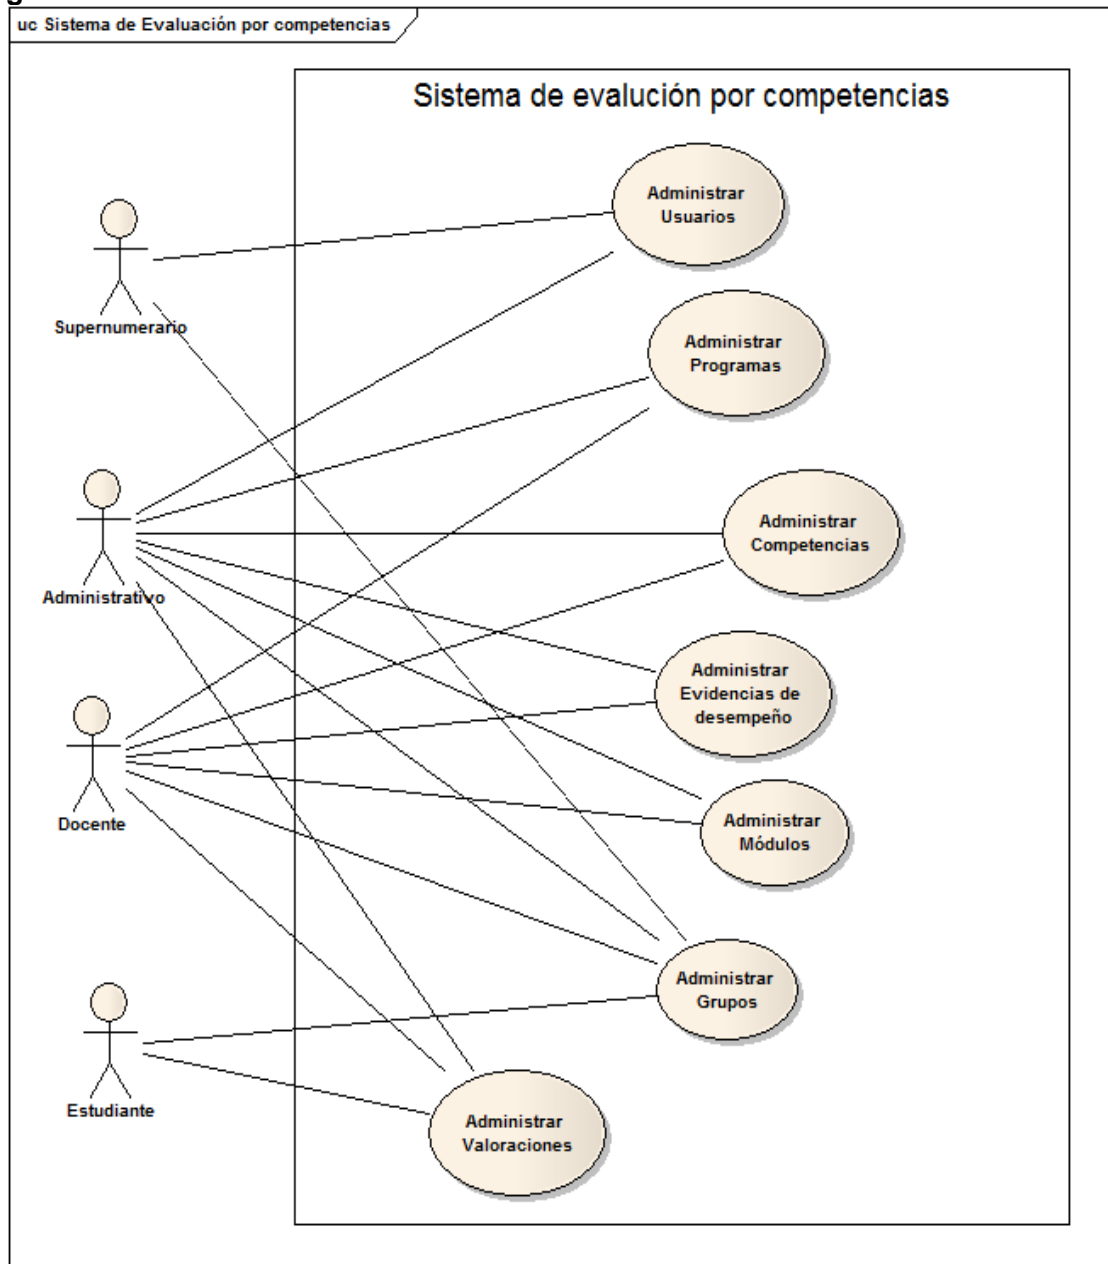 uc Sistema de Evaluación por competencias
Sistema de evalución por competencias
Administrar
Usuarios
Supernumerario
Administrar
Programas
Administrativo
Administrar
Competencias
Administrar
Evidencias de
desempeño
Docente
Administrar
Módulos
Administrar
Grupos
Estudiante
Administrar
Valoraciones